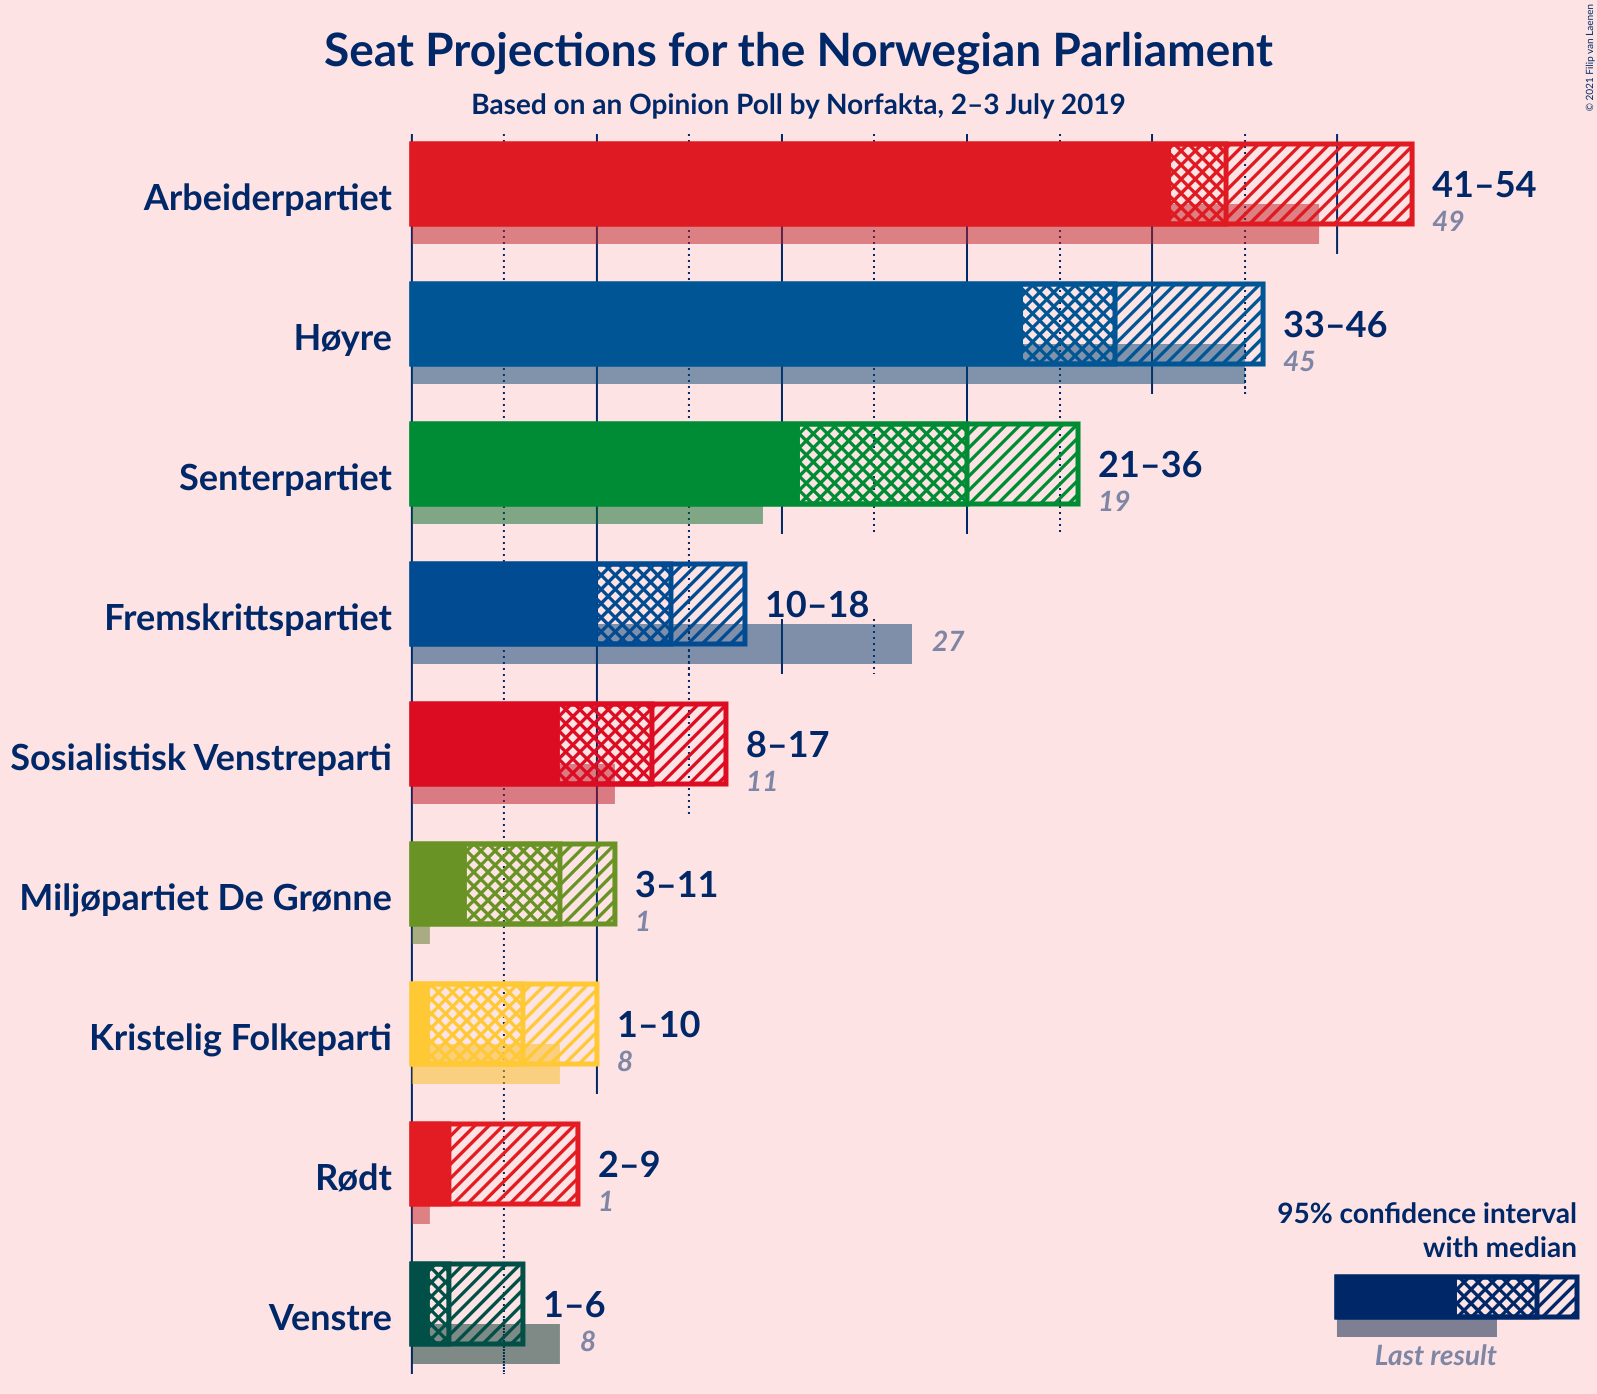 Seat Projections for the Norwegian Parliament
Based on an Opinion Poll by Norfakta, 2–3 July 2019
© 2021 Filip van Laenen
Arbeiderpartiet
41–54
49
Høyre
33–46
45
Senterpartiet
21–36
19
Fremskrittspartiet
10–18
27
Sosialistisk Venstreparti
8–17
11
Miljøpartiet De Grønne
3–11
1
Kristelig Folkeparti
1–10
8
Rødt
2–9
1
Venstre
1–6
8
95% confidence interval
with median
Last result